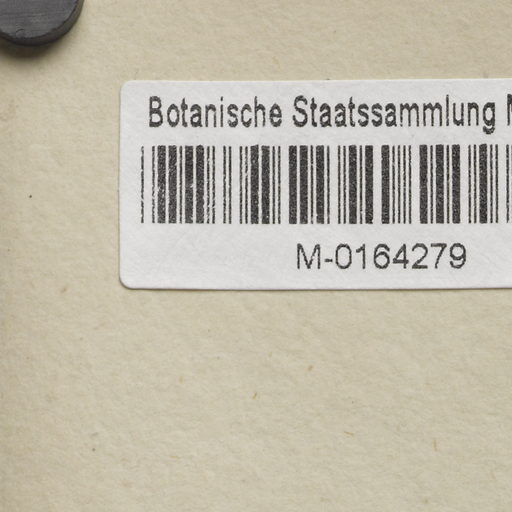 Botanische Staatssammlung
M-0164279